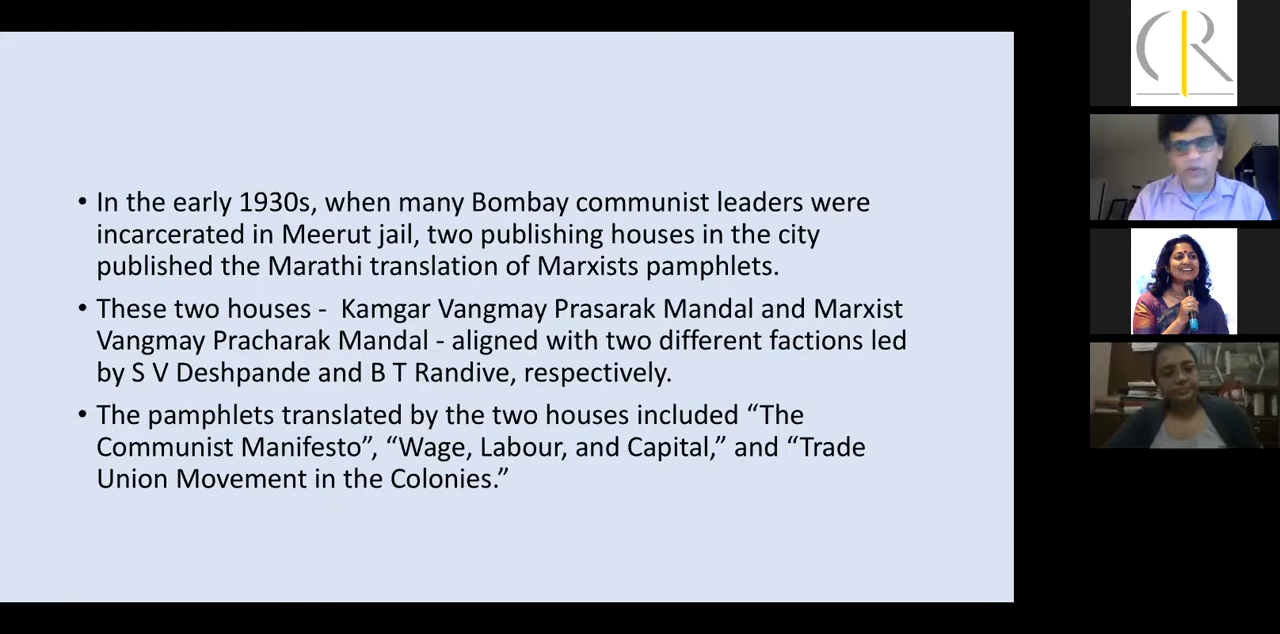 • In the early 1930s, when many Bombay communist leaders were
incarcerated in Meerut jail, two publishing houses in the city
published the Marathi translation of Marxists pamphlets.
• These two houses -  Kamgar Vangmay Prasarak Mandal and Marxist
Vangmay Pracharak Mandal - aligned with two different factions led
by S V Deshpande and B T Randive, respectively.
• The pamphlets translated by the two houses included “The
Communist Manifesto”, “Wage, Labour, and Capital,” and “Trade
Union Movement in the Colonies.”
CR